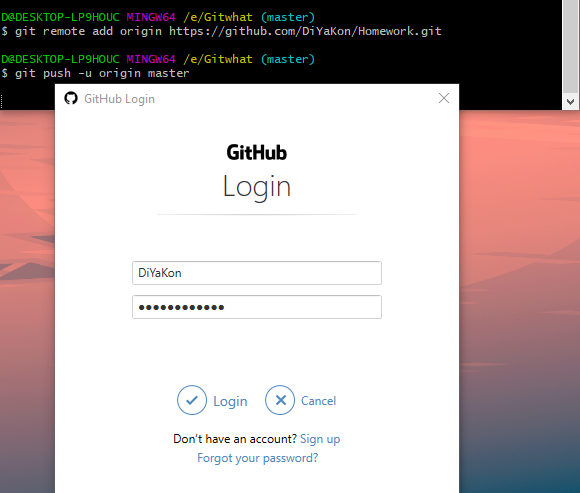 D@DESKTOP-LP9HOUC MINGW64 /e/Gitwhat (master)
$ git remote add origin https://github.com/DiYaKon/Homework.git
D@DESKTOP-LP9HOUC MINGW64 /e/Gitwhat (master)
$ git push -u origin master
GitHub Login
GitHub
Login
DiYaKon
●●●●●●●●●●●●
Login Cancel
Don't have an account? Sign up
Forgot your password?